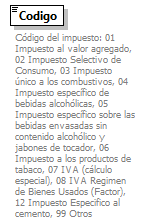 Codigo
Código del impuesto: 01
Impuesto al valor agregado,
02 Impuesto Selectivo de
Consumo, 03 Impuesto
único a los combustivos, 04
Impuesto específico de
bebidas alcohólicas, 05
Impuesto específico sobre las
bebidas envasadas sin
contenido alcohólico y
jabones de tocador, 06
Impuesto a los productos de
tabaco, 07 IVA (cálculo
especial), 08 IVA Regimen
de Bienes Usados (Factor),
12 Impuesto Especifico al
cemento, 99 Otros